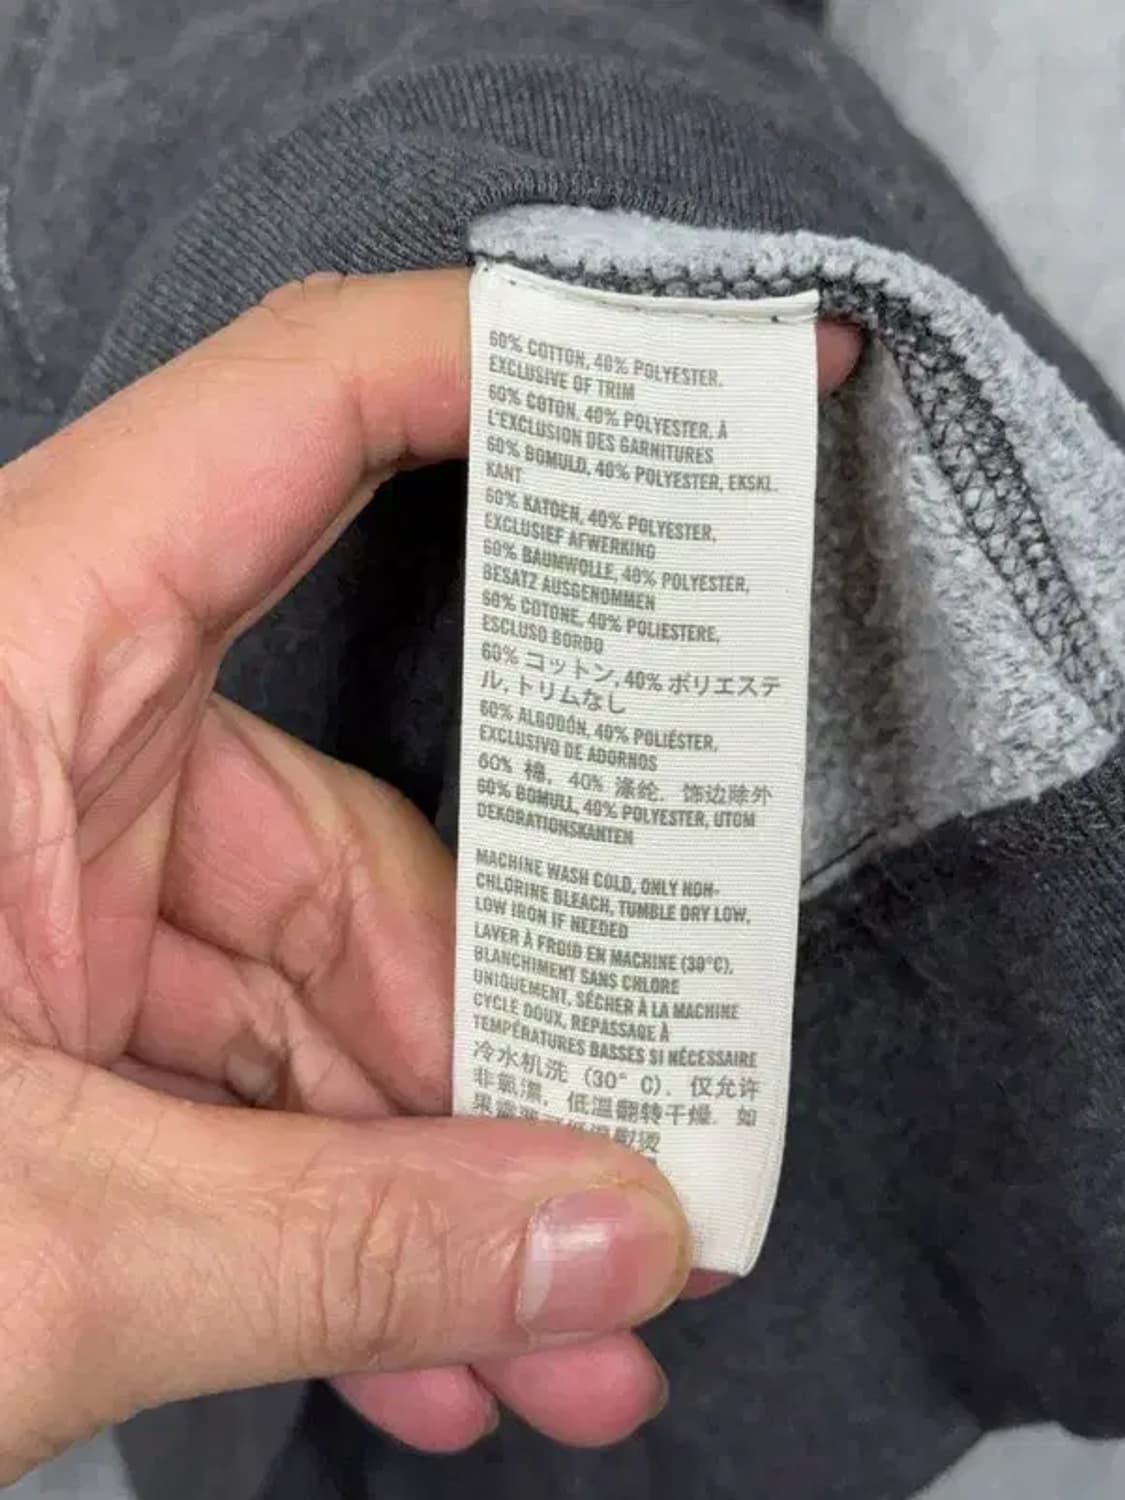 60% COTTON, 40% POLYESTER,
EXCLUSIVE OF TRIM
60% COTON, 40% POLYESTER, À
L'EXCLUSION DES GARNITURES
60% BOMULD, 40% POLYESTER, EKSKL.
KANT
60% KATOEN, 40% POLYESTER,
EXCLUSIEF AFWERKING
60% BAUMWOLLE, 40% POLYESTER,
BESATZ AUSGENOMMEN
60% COTONE, 40% POLIESTERE,
ESCLUSO BORDO
60% コットン, 40% ポリエステ
ル, トリムなし
60% ALGODÓN, 40% POLIÉSTER,
EXCLUSIVO DE ADORNOS
60% 棉, 40% 涤纶, 饰边除外
60% BOMULL, 40% POLYESTER, UTOM
DEKORATIONSKANTEN
MACHINE WASH COLD, ONLY NON-
CHLORINE BLEACH, TUMBLE DRY LOW,
LOW IRON IF NEEDED
LAVER À FROID EN MACHINE (30°C),
BLANCHIMENT SANS CHLORE
UNIQUEMENT, SÉCHER À LA MACHINE
CYCLE DOUX, REPASSAGE À
TEMPÉRATURES BASSES SI NÉCESSAIRE
冷水机洗 (30° C), 仅允许
非氯漂, 低温翻转干燥, 如